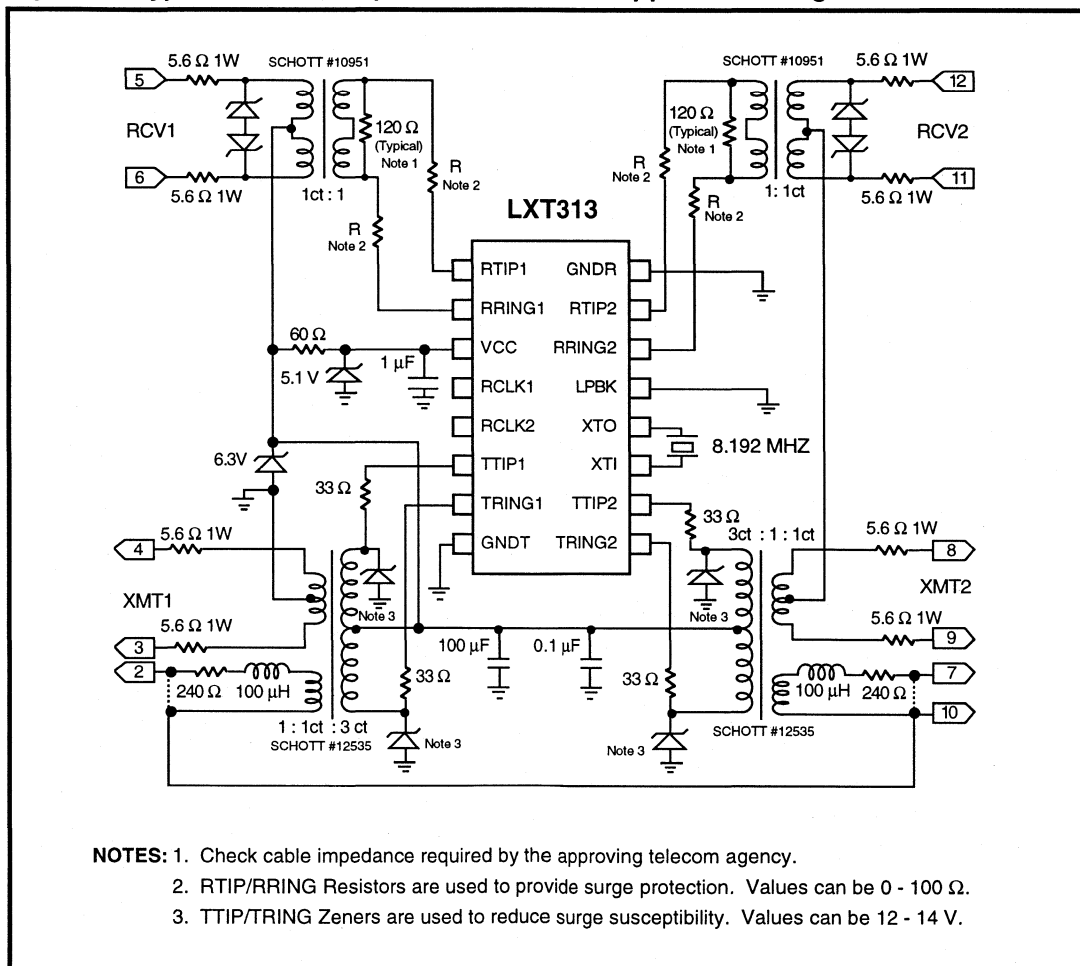 5.6 Ω 1W
SCHOTT #10951
SCHOTT #10951
5.6 Ω 1W
5
12
RCV1
120 Ω
(Typical)
Note 1
120 Ω
(Typical)
Note 1
RCV2
6
R
Note 2
R
Note 2
11
5.6 Ω 1W
1ct : 1
1: 1ct
5.6 Ω 1W
R
Note 2
LXT313
R
Note 2
RTIP1
GNDR
RRING1
RTIP2
60 Ω
VCC
RRING2
5.1 V
1 µF
RCLK1
LPBK
RCLK2
XTO
8.192 MHZ
6.3V
TTIP1
XTI
33 Ω
TRING1
TTIP2
33 Ω
GNDT
TRING2
3ct : 1 : 1ct
5.6 Ω 1W
4
5.6 Ω 1W
8
XMT1
XMT2
Note 3
Note 3
5.6 Ω 1W
3
5.6 Ω 1W
9
100 µF
0.1 µF
2
240 Ω
100 µH
33 Ω
33 Ω
100 µH
240 Ω
7
10
1 : 1ct : 3 ct
SCHOTT #12535
Note 3
Note 3
SCHOTT #12535
NOTES: 1. Check cable impedance required by the approving telecom agency.
2. RTIP/RRING Resistors are used to provide surge protection. Values can be 0 - 100 Ω.
3. TTIP/TRING Zeners are used to reduce surge susceptibility. Values can be 12 - 14 V.